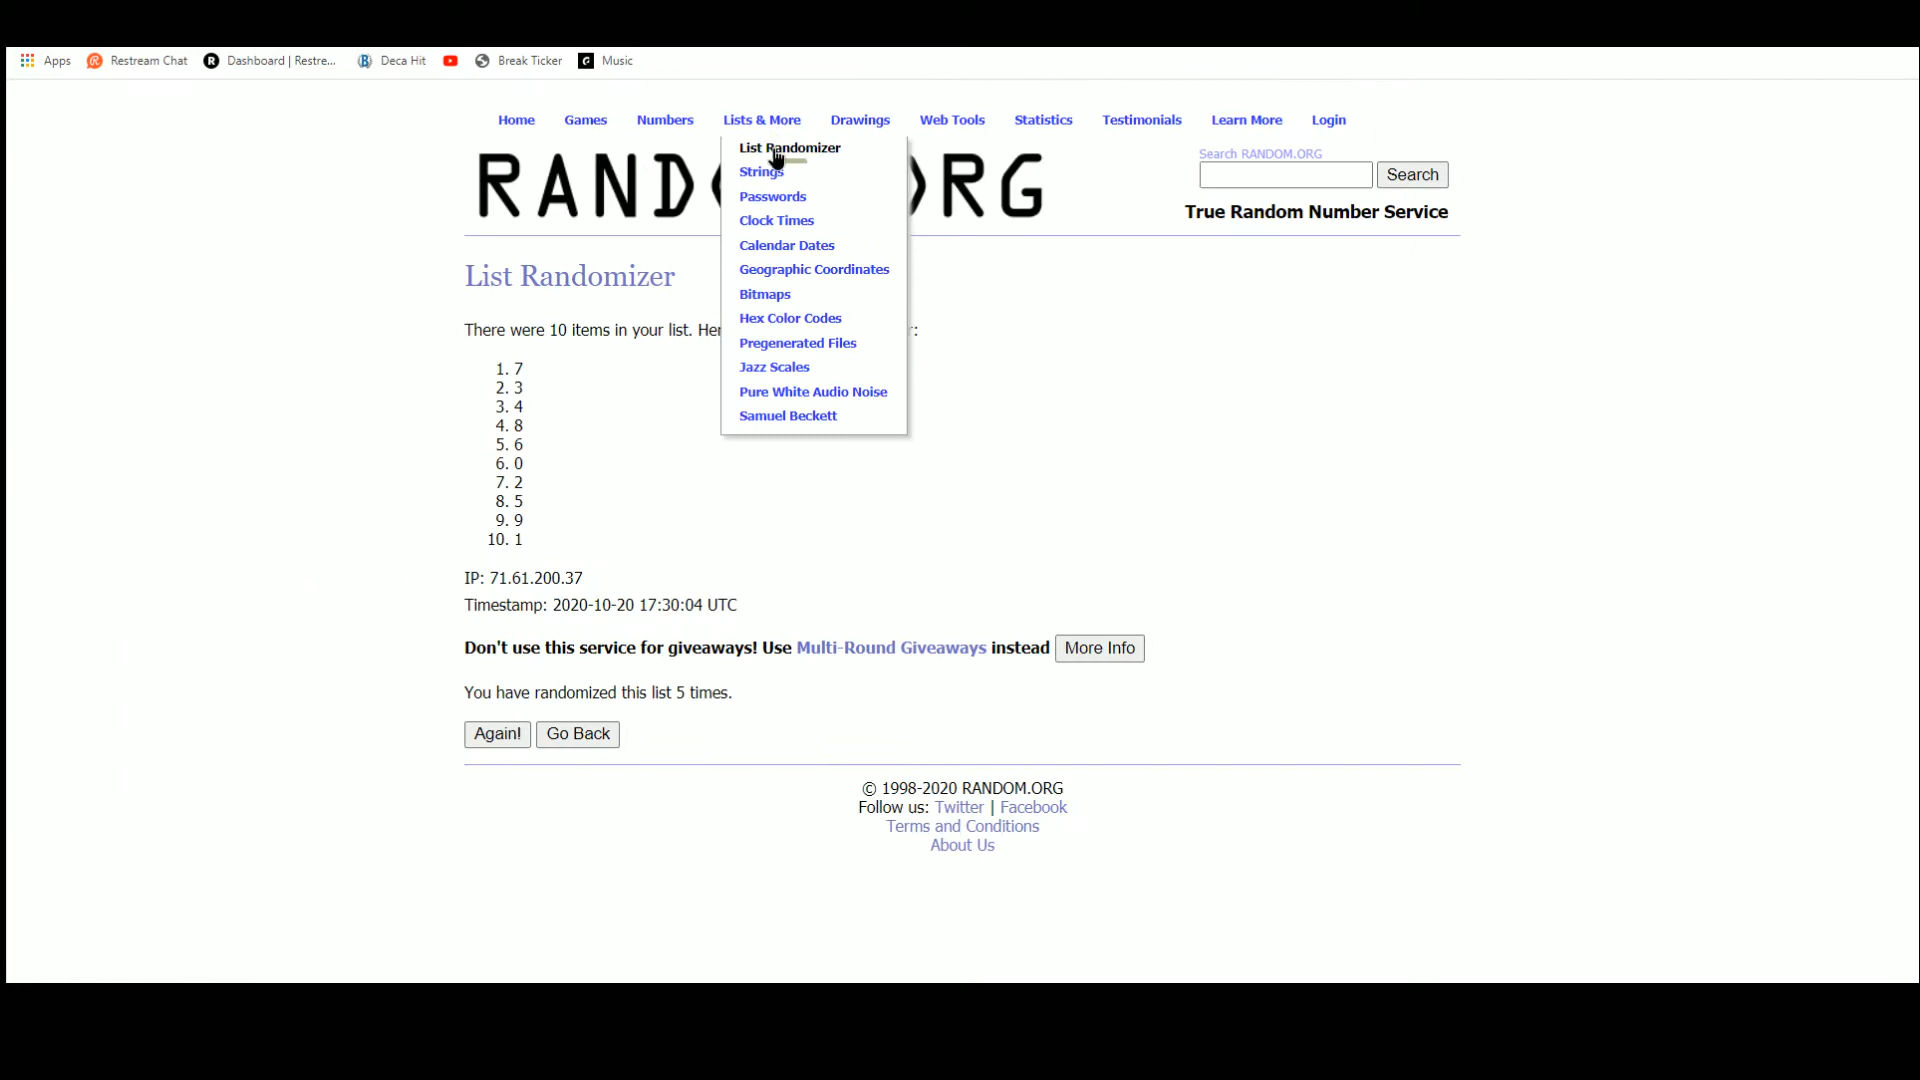 Apps Restream Chat Dashboard | Restre... Deca Hit Break Ticker Music
Home Games Numbers Lists & More Drawings Web Tools Statistics Testimonials Learn More Login
List Randomizer
Strings
Passwords
Clock Times
Calendar Dates
Geographic Coordinates
Bitmaps
Hex Color Codes
Pregenerated Files
Jazz Scales
Pure White Audio Noise
Samuel Beckett
Search RANDOM.ORG
Search
True Random Number Service
List Randomizer
There were 10 items in your list.
1. 7
2. 3
3. 4
4. 8
5. 6
6. 0
7. 2
8. 5
9. 9
10. 1
IP: 71.61.200.37
Timestamp: 2020-10-20 17:30:04 UTC
Don't use this service for giveaways! Use Multi-Round Giveaways instead More Info
You have randomized this list 5 times.
Again! Go Back
© 1998-2020 RANDOM.ORG
Follow us: Twitter | Facebook
Terms and Conditions
About Us